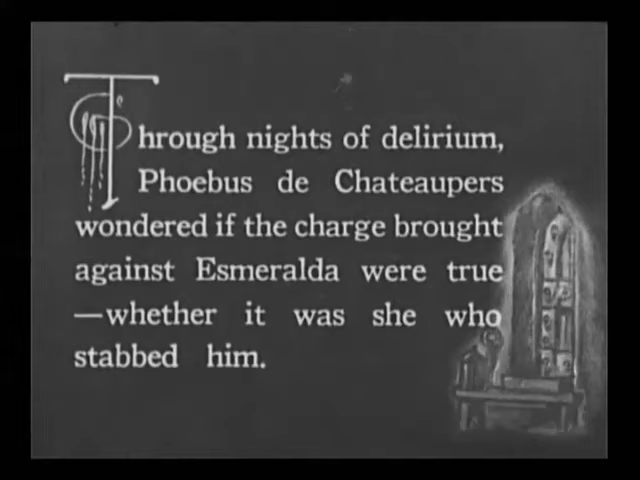 Through nights of delirium,
Phoebus de Chateaupers
wondered if the charge brought
against Esmeralda were true
—whether it was she who
stabbed him.